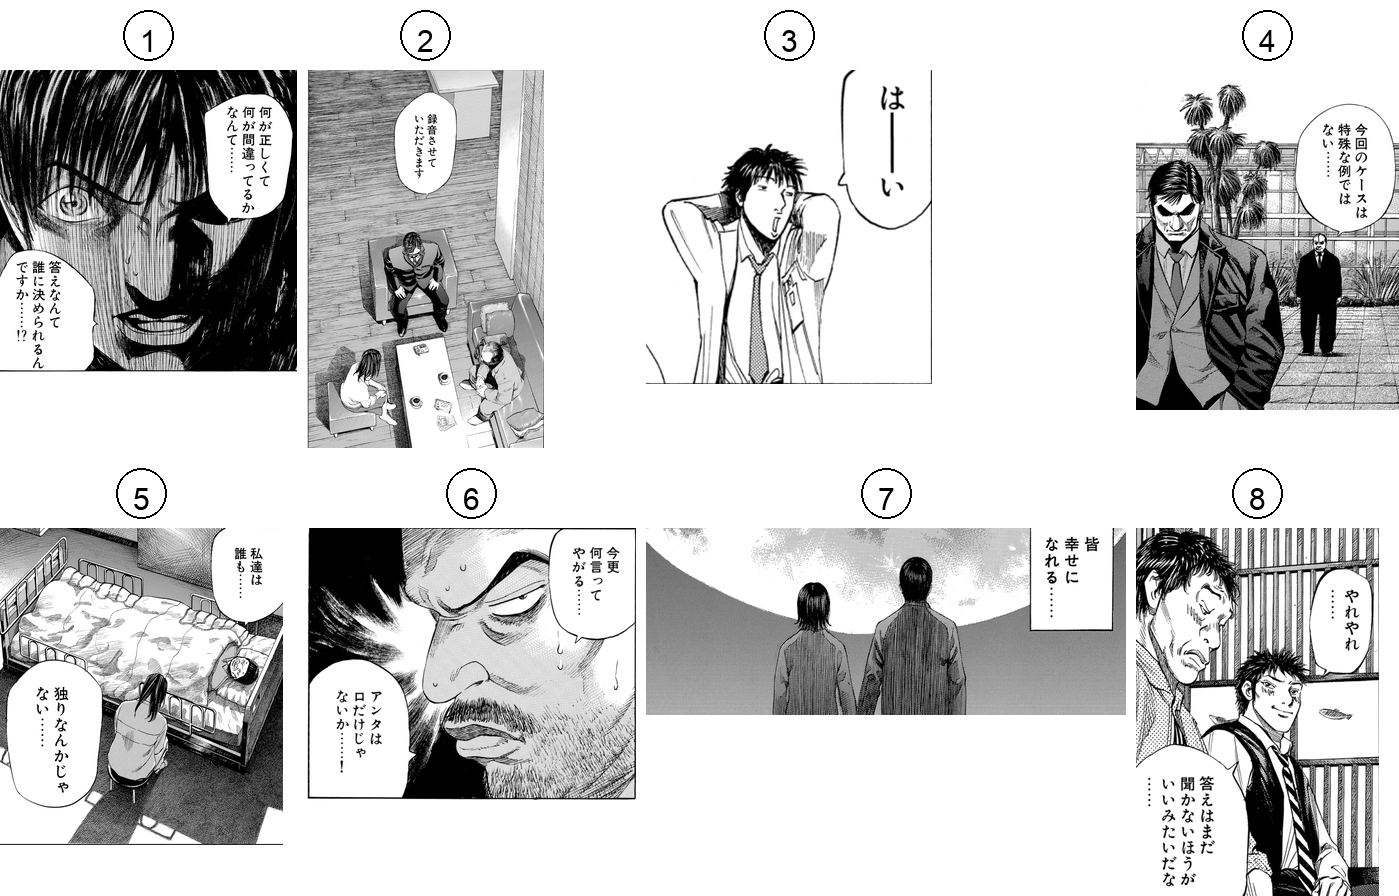 1
何が正しくて
何が間違ってるか
なんて……
答えなんて
誰に決められるん
ですか……!?
2
録音させて
いただきます
3
はーい
4
今回のケースは
特殊な例では
ない……
5
私達は
誰も……
独りなんかじゃ
ない……
6
今更
何言って
やがる……
アンタは
口だけじゃ
ないか……!
7
皆
幸せに
なれる……
8
やれやれ
……
答えはまだ
聞かないほうが
いいみたいだな
……